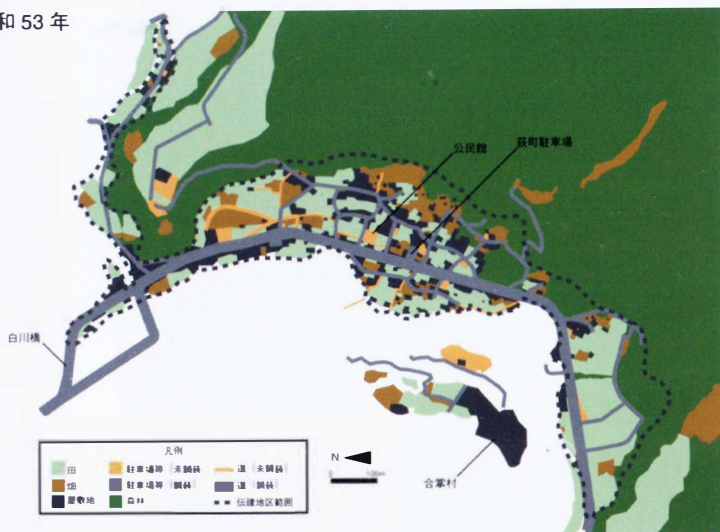 和 53 年
公民館
荻町駐車場
白川橋
合掌村
N
凡例
田
駐車場等(未舗装)
道(未舗装)
畑
駐車場等(舗装)
道(舗装)
屋敷地
森林
伝建地区範囲